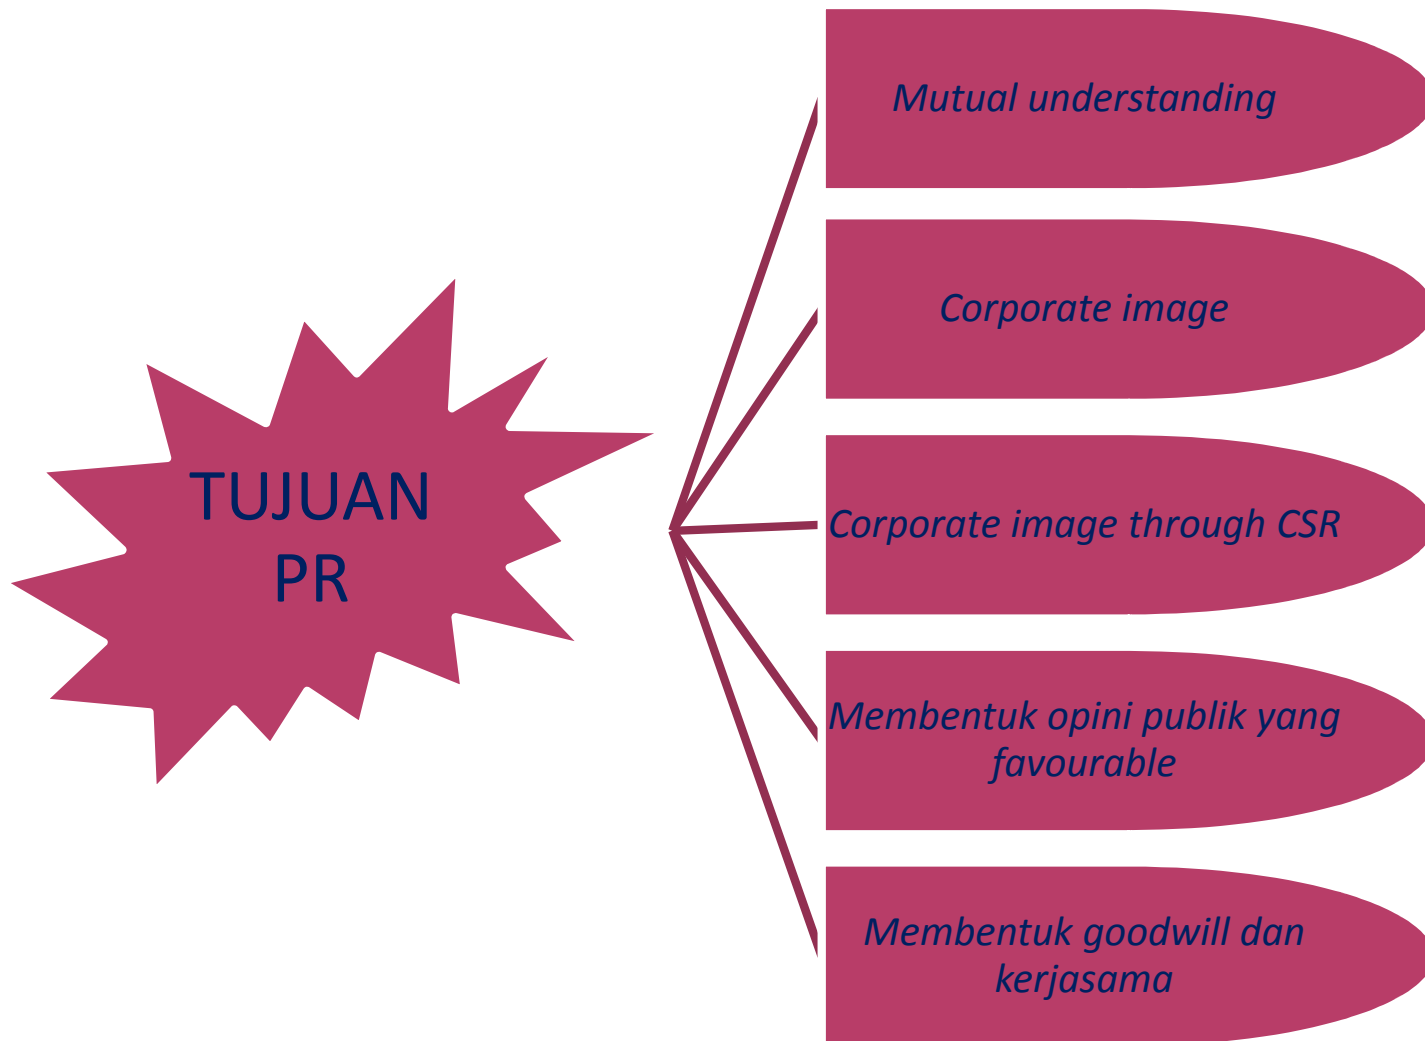 TUJUAN
PR
Mutual understanding
Corporate image
Corporate image through CSR
Membentuk opini publik yang
favourable
Membentuk goodwill dan
kerjasama